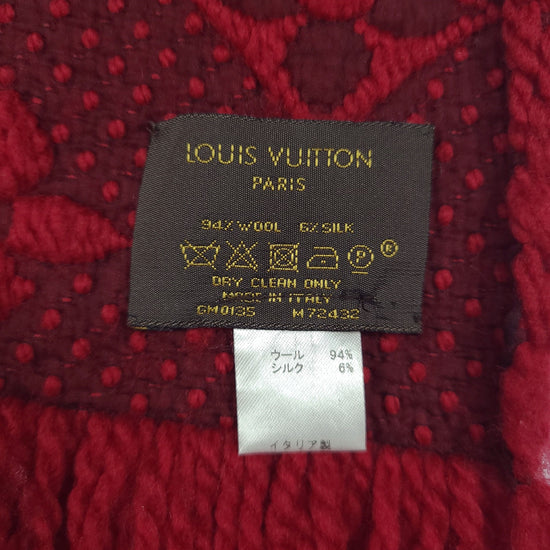 LOUIS VUITTON
PARIS
94% WOOL 6% SILK
P ®
DRY CLEAN ONLY
MADE IN ITALY
GM0135 M72432
ウール 94%
シルク 6%
イタリア製